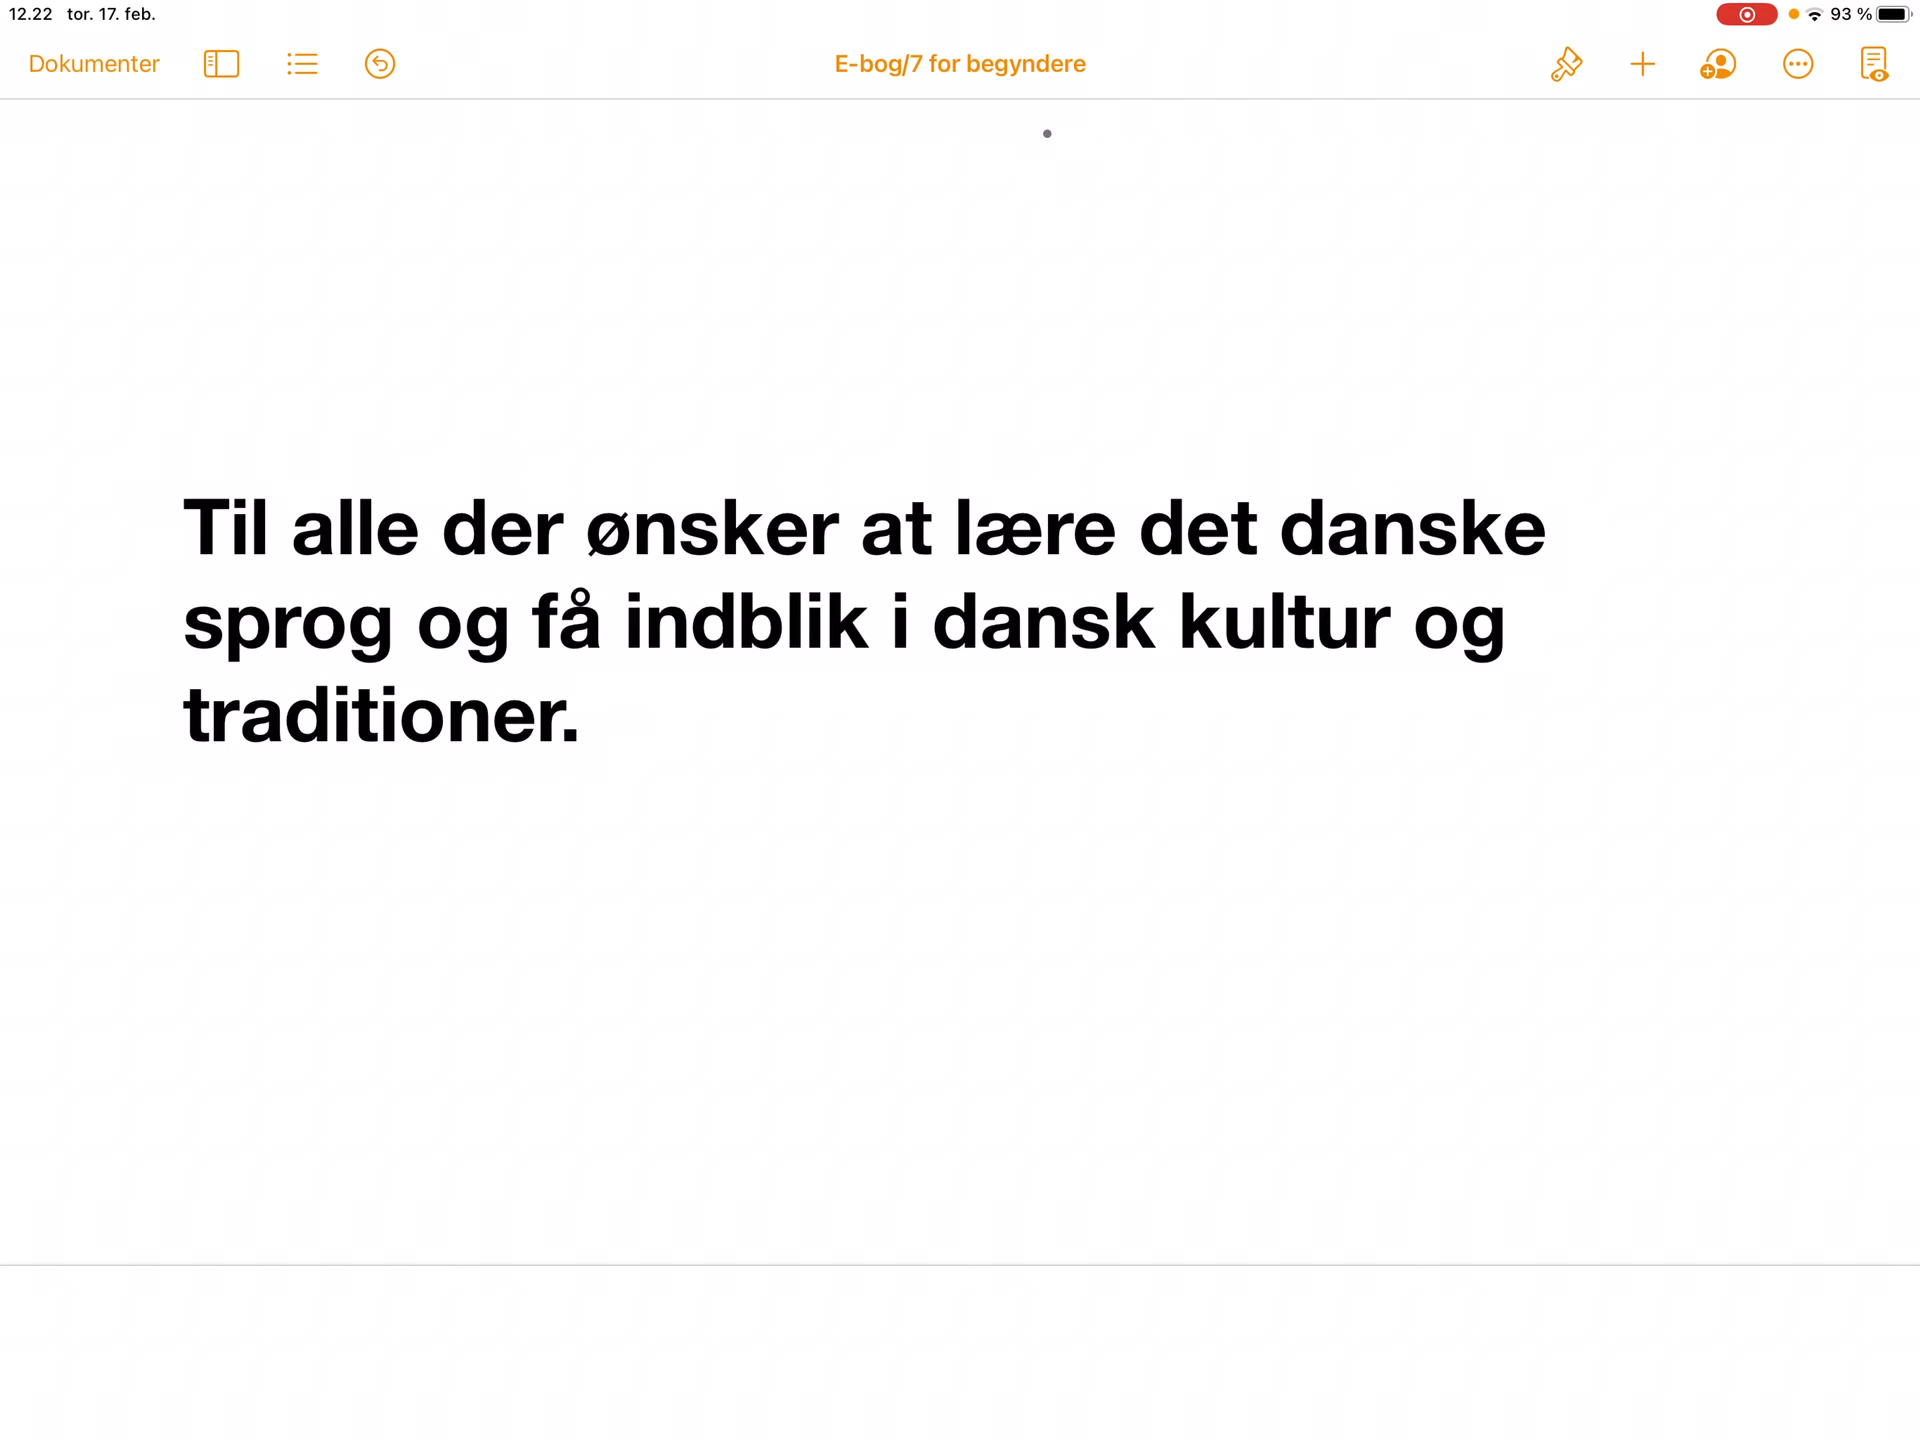 12.22 tor. 17. feb. 93 %
Dokumenter E-bog/7 for begyndere
Til alle der ønsker at lære det danske
sprog og få indblik i dansk kultur og
traditioner.